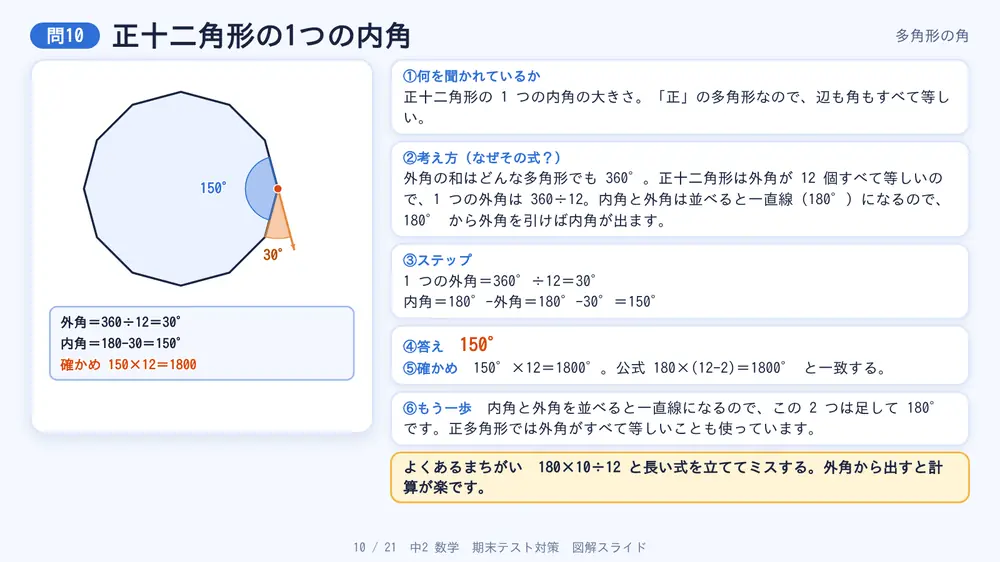 問10 正十二角形の1つの内角
多角形の角
150°
30°
外角＝360÷12＝30°
内角＝180-30＝150°
確かめ 150×12＝1800
①何を聞かれているか
正十二角形の 1 つの内角の大きさ。「正」の多角形なので、辺も角もすべて等し
い。
②考え方（なぜその式？）
外角の和はどんな多角形でも 360°。正十二角形は外角が 12 個すべて等しいの
で、1 つの外角は 360÷12。内角と外角は並べると一直線（180°）になるので、
180° から外角を引けば内角が出ます。
③ステップ
1 つの外角＝360°÷12＝30°
内角＝180°-外角＝180°-30°＝150°
④答え 150°
⑤確かめ 150°×12＝1800°。公式 180×(12-2)＝1800° と一致する。
⑥もう一歩 内角と外角を並べると一直線になるので、この 2 つは足して 180°
です。正多角形では外角がすべて等しいことも使っています。
よくあるまちがい 180×10÷12 と長い式を立ててミスする。外角から出すと計
算が楽です。
10 / 21 中2 数学 期末テスト対策 図解スライド